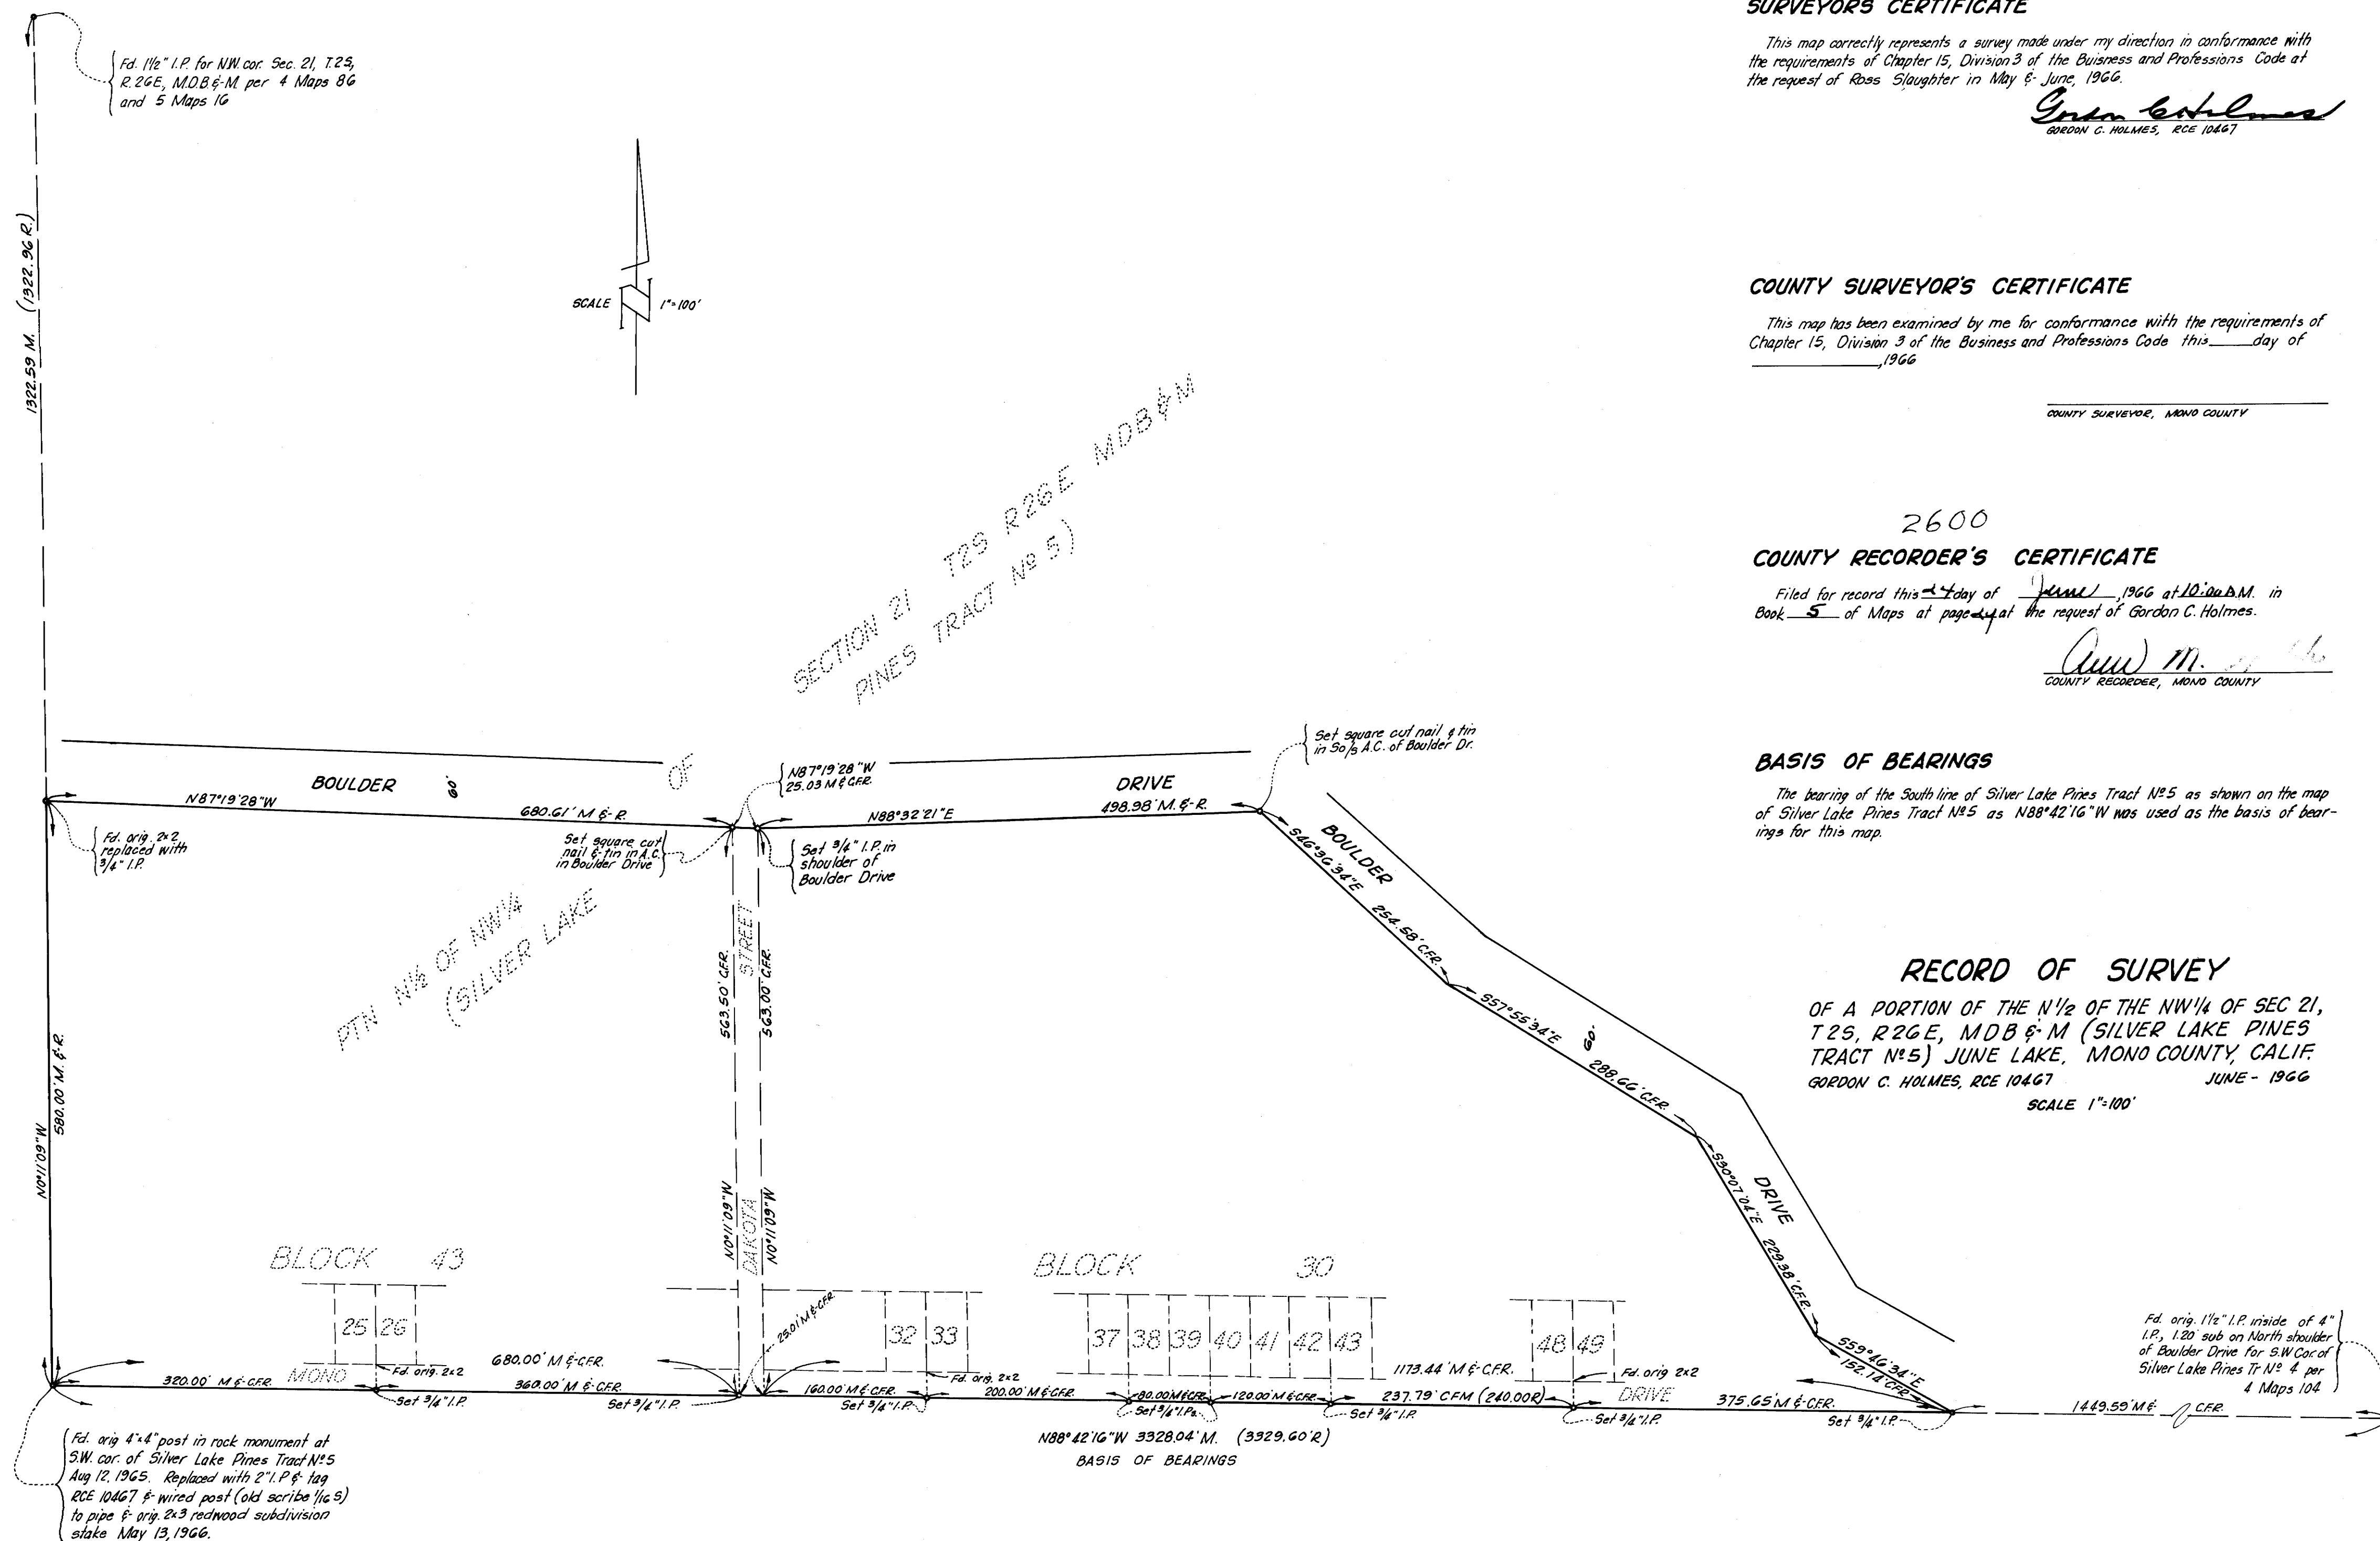 SURVEYORS CERTIFICATE
This map correctly represents a survey made under my direction in conformance with
the requirements of Chapter 15, Division 3 of the Buisness and Professions Code at
the request of Ross Slaughter in May & June, 1966.
Gordon C Holmes
GORDON C. HOLMES, RCE 10467
COUNTY SURVEYOR'S CERTIFICATE
This map has been examined by me for conformance with the requirements of
Chapter 15, Division 3 of the Business and Professions Code this____day of
____________,1966
COUNTY SURVEYOR, MONO COUNTY
2600
COUNTY RECORDER'S CERTIFICATE
Filed for record this 24 day of June, 1966 at 10:00 A.M. in
Book 5 of Maps at page 24 at the request of Gordon C. Holmes.
Ann M.
COUNTY RECORDER, MONO COUNTY
BASIS OF BEARINGS
The bearing of the South line of Silver Lake Pines Tract Nº5 as shown on the map
of Silver Lake Pines Tract Nº5 as N88°42'16"W was used as the basis of bear-
ings for this map.
RECORD OF SURVEY
OF A PORTION OF THE N 1/2 OF THE NW 1/4 OF SEC 21,
T2S, R26E, MDB & M (SILVER LAKE PINES
TRACT Nº5) JUNE LAKE, MONO COUNTY, CALIF.
GORDON C. HOLMES, RCE 10467 JUNE - 1966
SCALE 1"=100'
Fd. 1½" I.P. for N.W. cor. Sec. 21, T.2S,
R.26E, M.D.B.&M. per 4 Maps 86
and 5 Maps 16
1322.59 M. (1322.96 R.)
SCALE 1"=100'
SECTION 21 T2S R26E MDB & M
PINES TRACT Nº 5)
OF
PTN N½ OF NW¼
(SILVER LAKE
BOULDER 60' DRIVE
N87°19'28"W
680.61' M & R.
N87°19'28"W
25.03 M & C.F.R.
N88°32'21"E
498.98' M. & R.
Set square cut nail & tin
in So/s A.C. of Boulder Dr.
Fd. orig. 2x2
replaced with
3/4" I.P.
Set square cut
nail & tin in A.C.
in Boulder Drive
Set 3/4" I.P. in
shoulder of
Boulder Drive
BOULDER
S46°36'34"E 254.58' C.F.R.
S57°55'34"E 288.66' C.F.R.
60'
DRIVE
S30°07'04"E 229.38' C.F.R.
S59°46'34"E
152.14' C.F.R.
N0°11'09"W
580.00' M. & R.
563.50' C.F.R.
N0°11'09"W
DAKOTA STREET
563.00' C.F.R.
N0°11'09"W
BLOCK 43
25 26
BLOCK 30
32 33
37 38 39 40 41 42 43
48 49
25.01' M & C.F.R.
Fd. orig. 1½" I.P. inside of 4"
I.P., 1.20' sub on North shoulder
of Boulder Drive for S.W. Cor. of
Silver Lake Pines Tr Nº 4 per
4 Maps 104
MONO
Fd. orig. 2x2
680.00' M & C.F.R.
Fd. orig. 2x2
1173.44' M & C.F.R.
Fd. orig 2x2
DRIVE
320.00' M & C.F.R.
360.00' M & C.F.R.
160.00' M & C.F.R.
200.00' M & C.F.R.
80.00' M & C.F.R.
120.00' M & C.F.R.
237.79' CFM (240.00R)
375.65' M & C.F.R.
1449.59' M & C.F.R.
Set 3/4" I.P.
Set 3/4" I.P.
Set 3/4" I.P.
Set 3/4" I.Ps.
Set 3/4" I.P.
Set 3/4" I.P.
Set 3/4" I.P.
N88°42'16"W 3328.04' M. (3329.60'R)
BASIS OF BEARINGS
Fd. orig 4"x4" post in rock monument at
S.W. cor. of Silver Lake Pines Tract Nº5
Aug 12, 1965. Replaced with 2" I.P. & tag
RCE 10467 & wired post (old scribe 1/16 S)
to pipe & orig. 2x3 redwood subdivision
stake May 13, 1966.